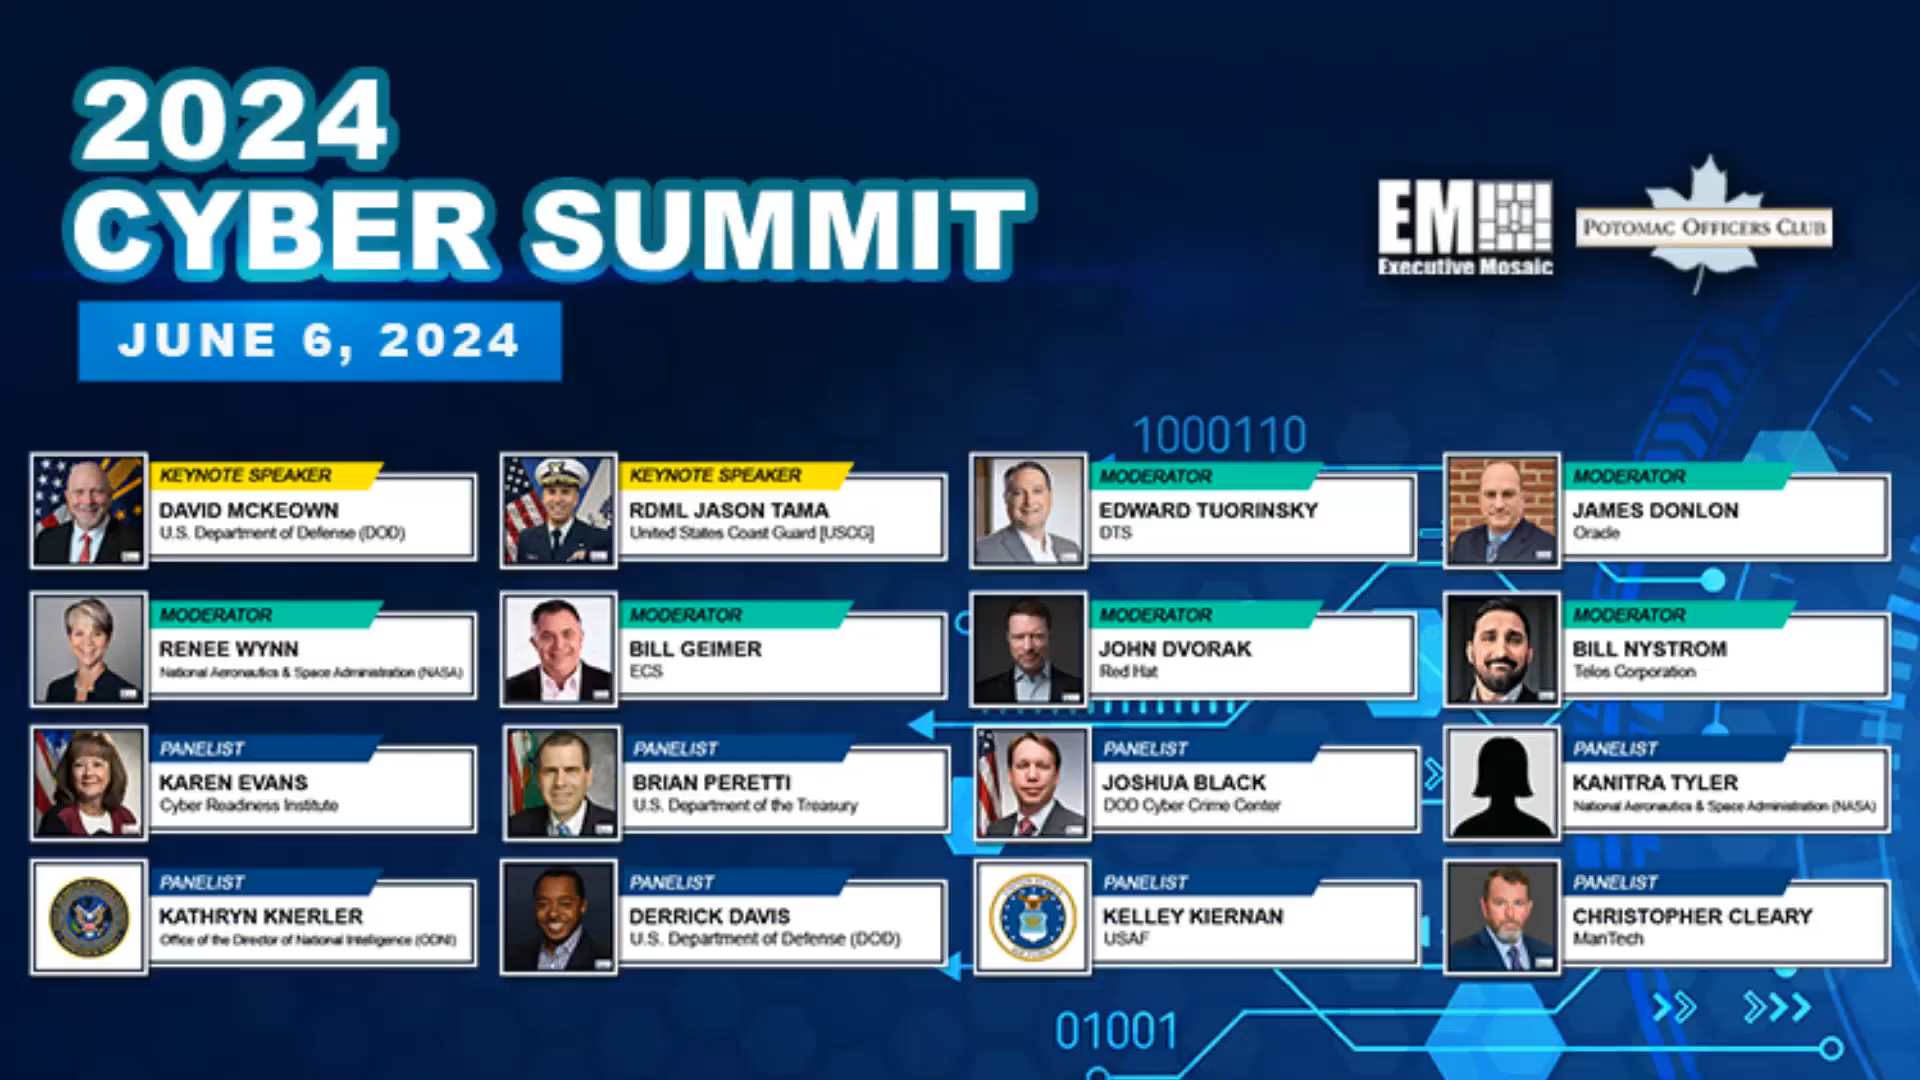 2024
CYBER SUMMIT
JUNE 6, 2024
EM
Executive Mosaic
POTOMAC OFFICERS CLUB
1000110
KEYNOTE SPEAKER
DAVID MCKEOWN
U.S. Department of Defense (DOD)
KEYNOTE SPEAKER
RDML JASON TAMA
United States Coast Guard [USCG]
MODERATOR
EDWARD TUORINSKY
DTS
MODERATOR
JAMES DONLON
Oracle
MODERATOR
RENEE WYNN
National Aeronautics & Space Administration (NASA)
MODERATOR
BILL GEIMER
ECS
MODERATOR
JOHN DVORAK
Red Hat
MODERATOR
BILL NYSTROM
Telos Corporation
PANELIST
KAREN EVANS
Cyber Readiness Institute
PANELIST
BRIAN PERETTI
U.S. Department of the Treasury
PANELIST
JOSHUA BLACK
DOD Cyber Crime Center
PANELIST
KANITRA TYLER
National Aeronautics & Space Administration (NASA)
PANELIST
KATHRYN KNERLER
Office of the Director of National Intelligence (ODNI)
PANELIST
DERRICK DAVIS
U.S. Department of Defense (DOD)
PANELIST
KELLEY KIERNAN
USAF
PANELIST
CHRISTOPHER CLEARY
ManTech
01001